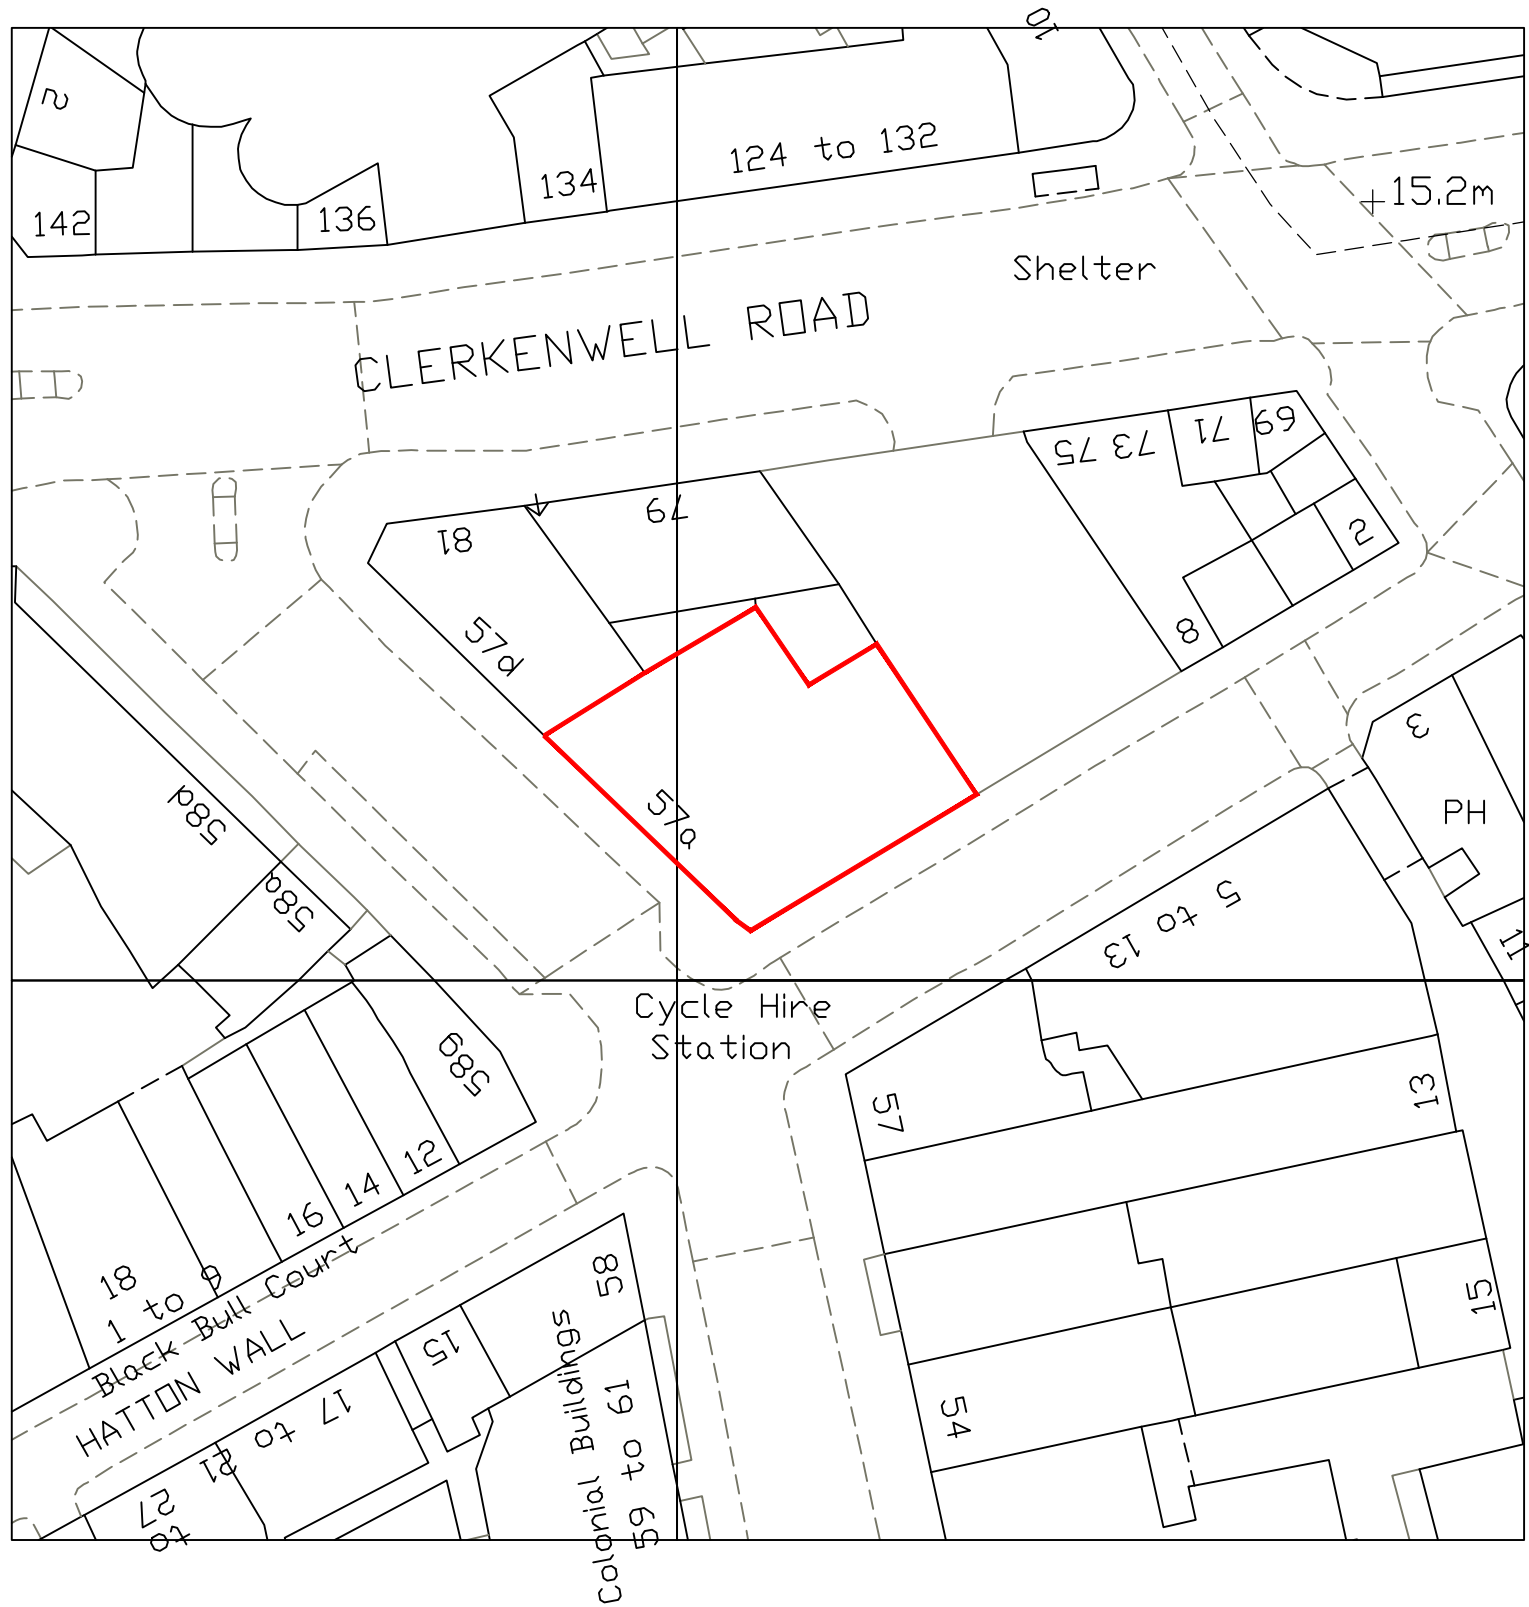 10
2
124 to 132
134
136
142
+15.2m
Shelter
CLERKENWELL ROAD
69
71
73 75
79
81
2
8
57d
3
58d
57a
PH
5 to 13
58a
11
Cycle Hire
Station
58g
13
57
12
14
16
18
1 to 9
Black Bull Court
HATTON WALL
58
15
15
17 to 21
54
Colonial Buildings
59 to 61
27
to